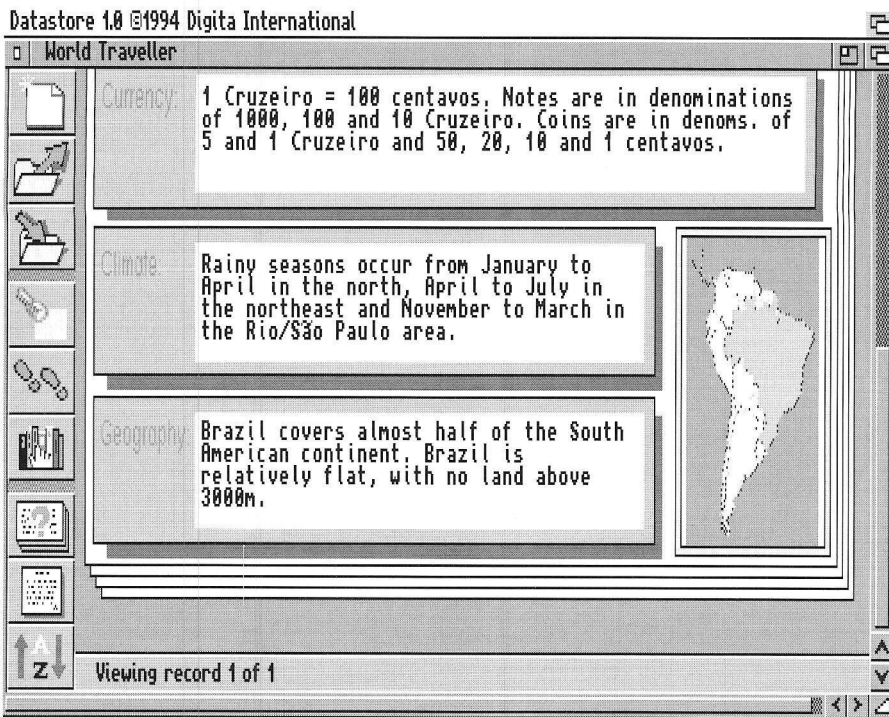 Datastore 1.0 ©1994 Digita International
World Traveller
Currency:
1 Cruzeiro = 100 centavos. Notes are in denominations
of 1000, 100 and 10 Cruzeiro. Coins are in denoms. of
5 and 1 Cruzeiro and 50, 20, 10 and 1 centavos.
Climate:
Rainy seasons occur from January to
April in the north, April to July in
the northeast and November to March in
the Rio/São Paulo area.
Geography:
Brazil covers almost half of the South
American continent. Brazil is
relatively flat, with no land above
3000m.
?
A
Z
Viewing record 1 of 1